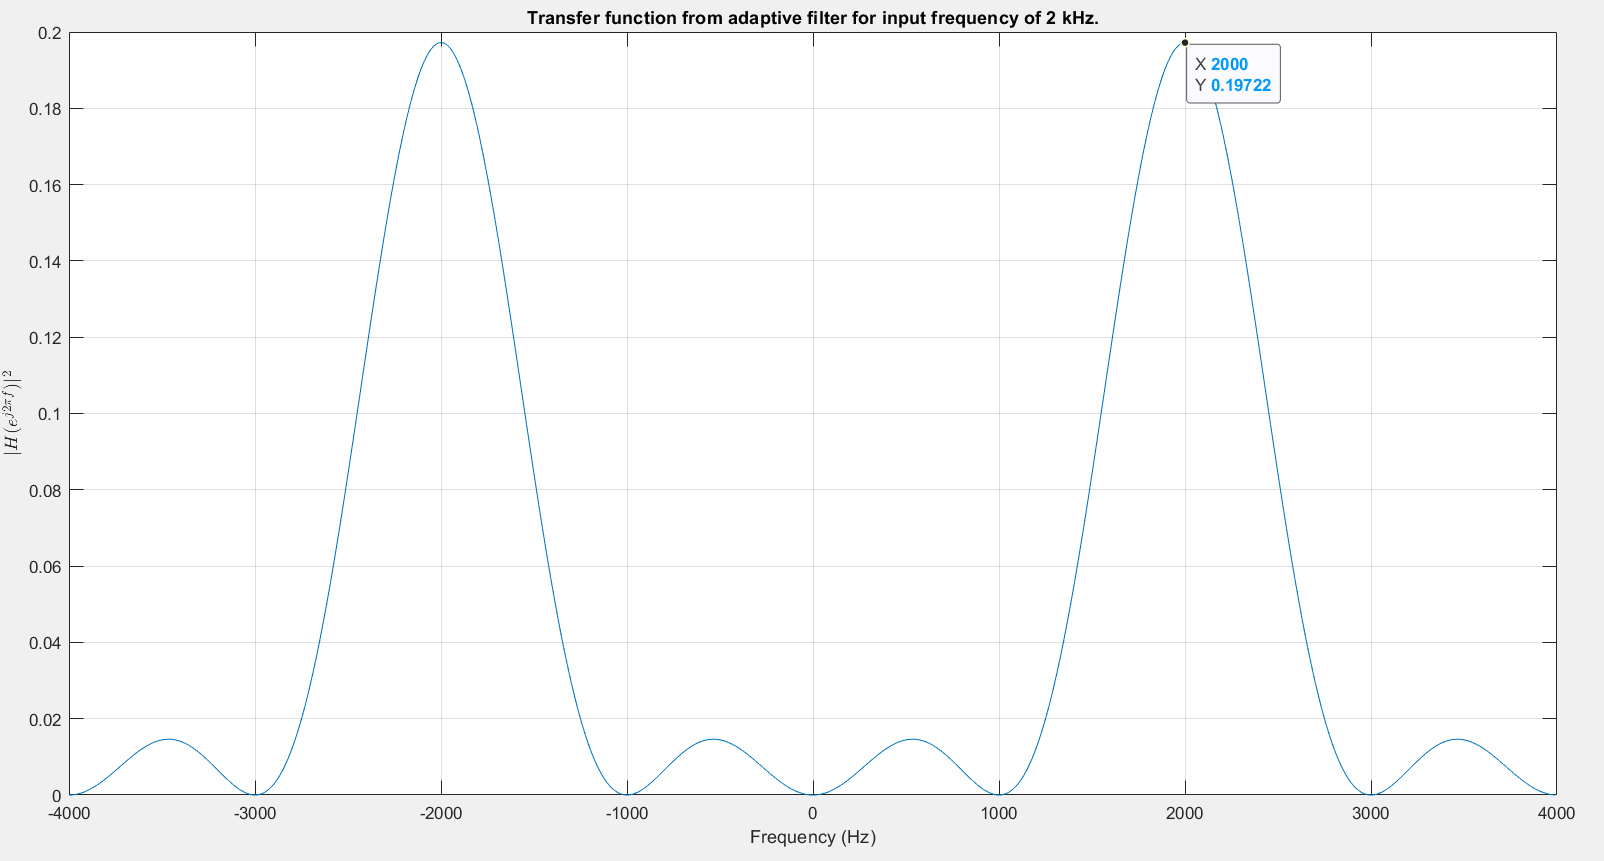 Transfer function from adaptive filter for input frequency of 2 kHz.
0.2
0.18
0.16
0.14
0.12
0.1
0.08
0.06
0.04
0.02
0
|H(e^{j2πf})|^2
X 2000
Y 0.19722
-4000 -3000 -2000 -1000 0 1000 2000 3000 4000
Frequency (Hz)